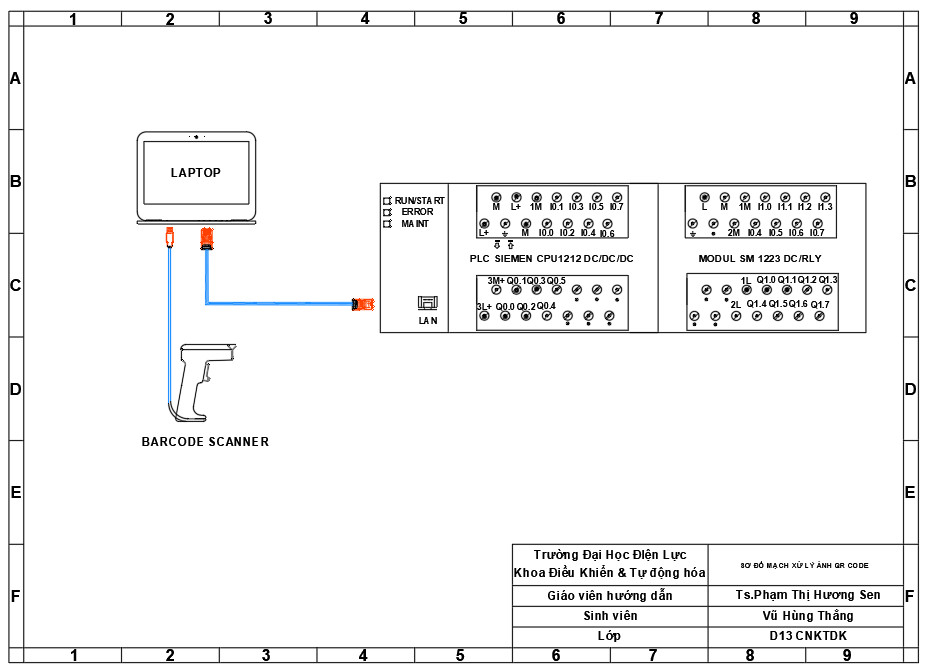 1 2 3 4 5 6 7 8 9
A A
LAPTOP
B B
RUN/START
ERROR
MAINT
M L+ 1M I0.1 I0.3 I0.5 I0.7
L+ M I0.0 I0.2 I0.4 I0.6
L M 1M I1.0 I1.1 I1.2 I1.3
2M I0.4 I0.5 I0.6 I0.7
PLC SIEMEN CPU1212 DC/DC/DC
MODUL SM 1223 DC/RLY
C C
3M+ Q0.1 Q0.3 Q0.5
3L+ Q0.0 Q0.2 Q0.4
1L Q1.0 Q1.1 Q1.2 Q1.3
2L Q1.4 Q1.5 Q1.6 Q1.7
LAN
D D
BARCODE SCANNER
E E
F F
Trường Đại Học Điện Lực
Khoa Điều Khiển & Tự động hóa
SƠ ĐỒ MẠCH XỬ LÝ ẢNH QR CODE
Giáo viên hướng dẫn Ts.Phạm Thị Hương Sen
Sinh viên Vũ Hùng Thắng
Lớp D13 CNKTDK
1 2 3 4 5 6 7 8 9